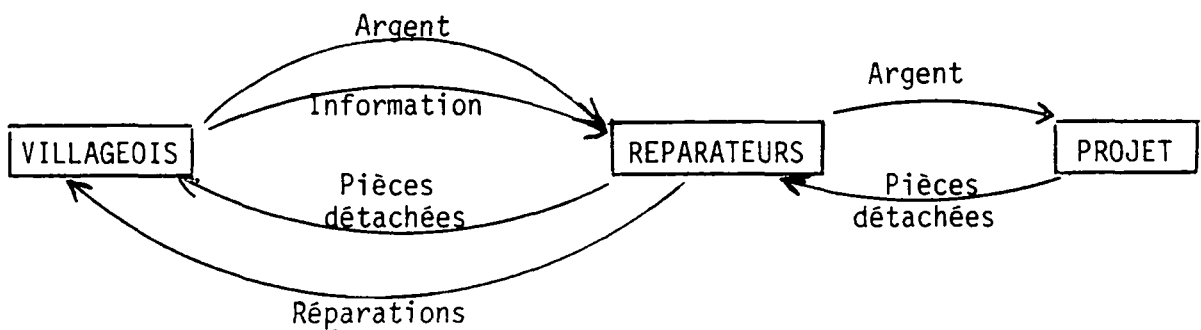 Argent
Argent
Information
VILLAGEOIS
REPARATEURS
PROJET
Pièces
détachées
Pièces
détachées
Réparations